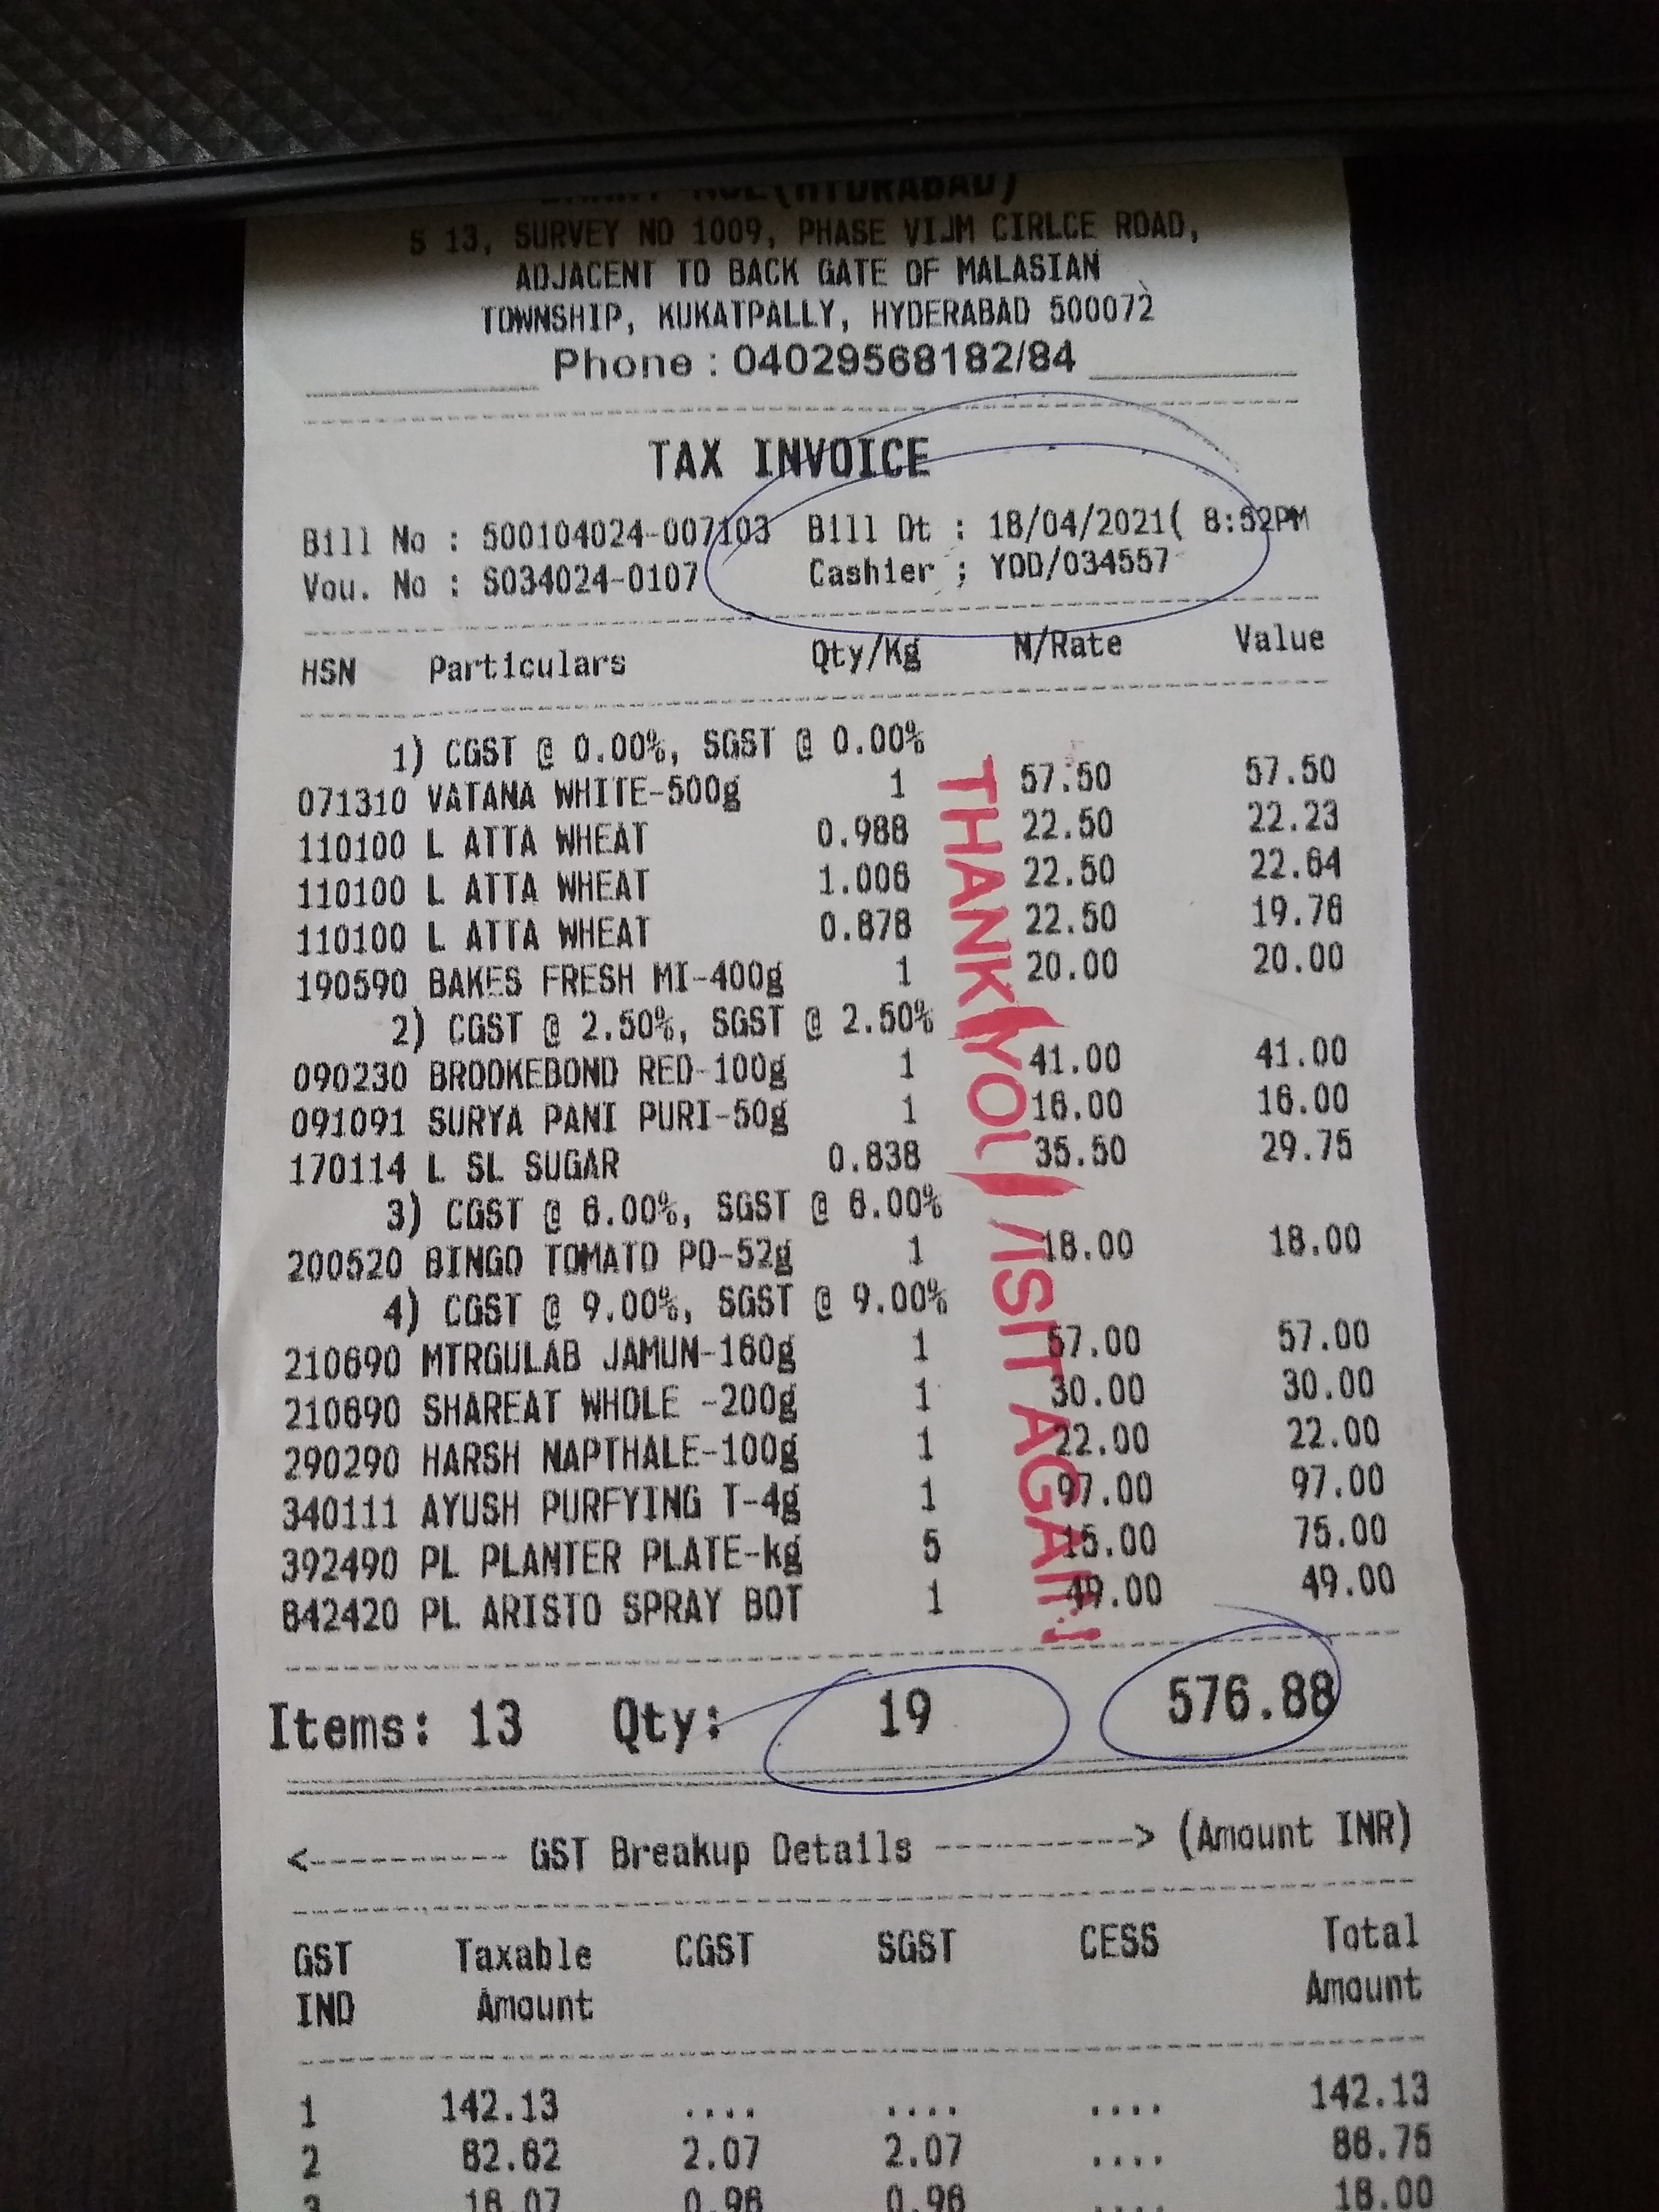 (HYDRABAD)
S 13, SURVEY NO 1009, PHASE VIJM CIRLCE ROAD,
ADJACENT TO BACK GATE OF MALASIAN
TOWNSHIP, KUKATPALLY, HYDERABAD 500072
Phone : 04029568182/84
TAX INVOICE
Bill No : 500104024-007103 Bill Dt : 18/04/2021( 8:52PM
Vou. No : S034024-0107 Cashier : YOD/034557
HSN Particulars Qty/Kg N/Rate Value
1) CGST @ 0.00%, SGST @ 0.00%
071310 VATANA WHITE-500g 1 57.50 57.50
110100 L ATTA WHEAT 0.988 22.50 22.23
110100 L ATTA WHEAT 1.006 22.50 22.64
110100 L ATTA WHEAT 0.878 22.50 19.76
190590 BAKES FRESH MI-400g 1 20.00 20.00
2) CGST @ 2.50%, SGST @ 2.50%
090230 BROOKEBOND RED-100g 1 41.00 41.00
091091 SURYA PANI PURI-50g 1 16.00 16.00
170114 L SL SUGAR 0.838 35.50 29.75
3) CGST @ 6.00%, SGST @ 6.00%
200520 BINGO TOMATO PO-52g 1 18.00 18.00
4) CGST @ 9.00%, SGST @ 9.00%
210690 MTRGULAB JAMUN-160g 1 57.00 57.00
210690 SHAREAT WHOLE -200g 1 30.00 30.00
290290 HARSH NAPTHALE-100g 1 22.00 22.00
340111 AYUSH PURFYING T-4g 1 97.00 97.00
392490 PL PLANTER PLATE-kg 5 15.00 75.00
842420 PL ARISTO SPRAY BOT 1 49.00 49.00
THANK YOU VISIT AGAIN!
Items: 13 Qty: 19 576.88
<---------- GST Breakup Details -----------> (Amount INR)
GST Taxable CGST SGST CESS Total
IND Amount Amount
1 142.13 .... .... .... 142.13
2 82.62 2.07 2.07 .... 86.75
3 16.07 0.96 0.96 .... 18.00